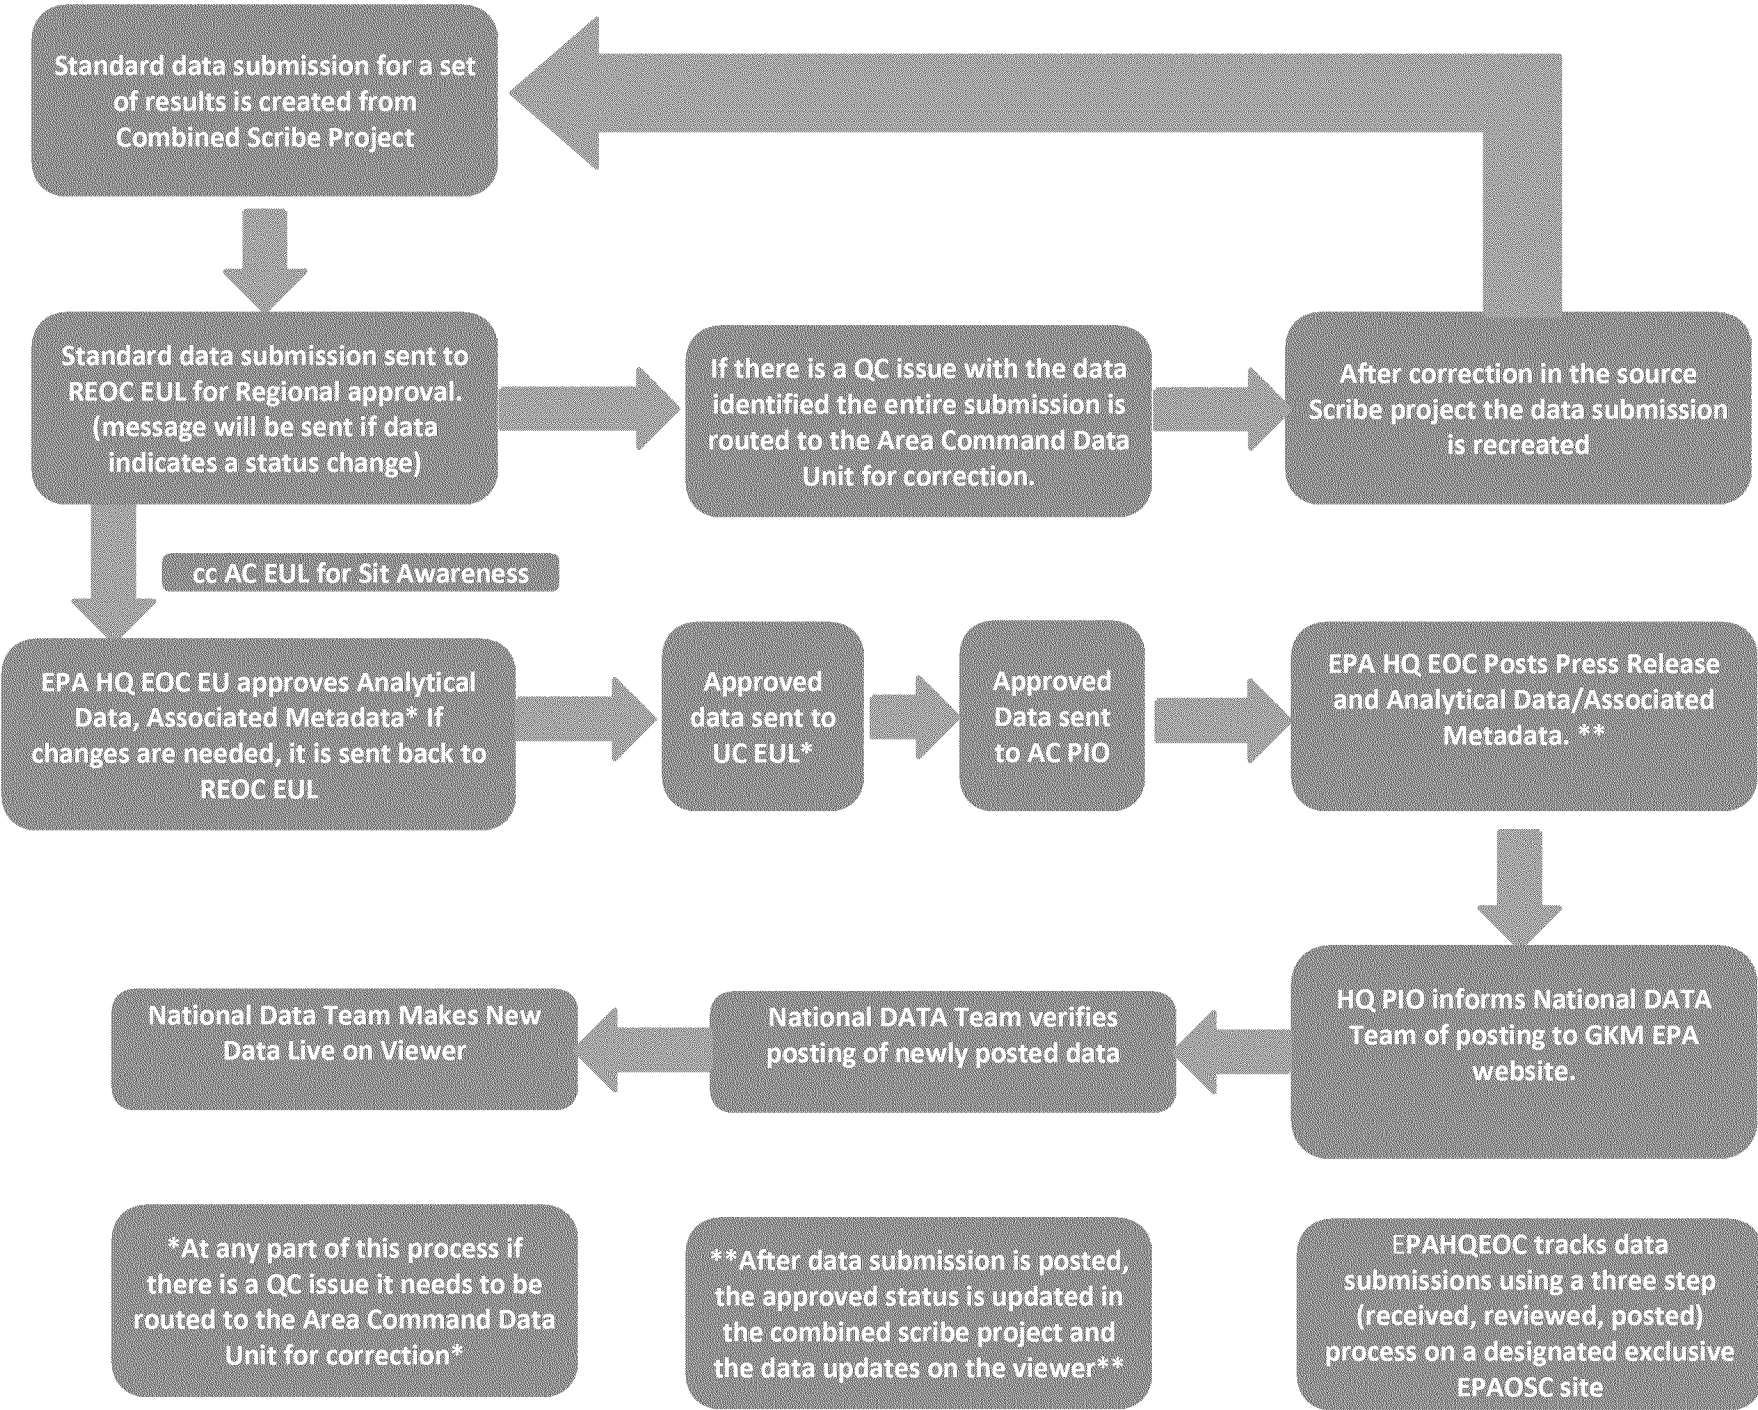 Standard data submission for a set
of results is created from
Combined Scribe Project
Standard data submission sent to
REOC EUL for Regional approval.
(message will be sent if data
indicates a status change)
If there is a QC issue with the data
identified the entire submission is
routed to the Area Command Data
Unit for correction.
After correction in the source
Scribe project the data submission
is recreated
cc AC EUL for Sit Awareness
EPA HQ EOC EU approves Analytical
Data, Associated Metadata* If
changes are needed, it is sent back to
REOC EUL
Approved
data sent to
UC EUL*
Approved
Data sent
to AC PIO
EPA HQ EOC Posts Press Release
and Analytical Data/Associated
Metadata. **
HQ PIO informs National DATA
Team of posting to GKM EPA
website.
National DATA Team verifies
posting of newly posted data
National Data Team Makes New
Data Live on Viewer
*At any part of this process if
there is a QC issue it needs to be
routed to the Area Command Data
Unit for correction*
**After data submission is posted,
the approved status is updated in
the combined scribe project and
the data updates on the viewer**
EPAHQEOC tracks data
submissions using a three step
(received, reviewed, posted)
process on a designated exclusive
EPAOSC site